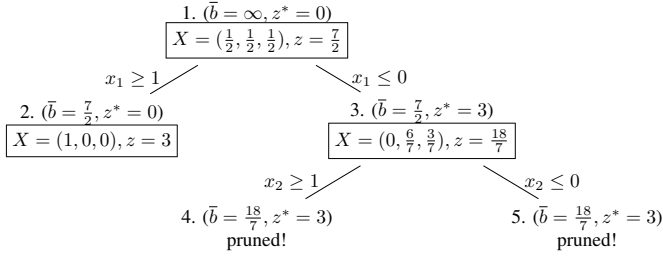 1. (b̅ = ∞, z* = 0)
X = (1/2, 1/2, 1/2), z = 7/2
x₁ ≥ 1
x₁ ≤ 0
2. (b̅ = 7/2, z* = 0)
X = (1, 0, 0), z = 3
3. (b̅ = 7/2, z* = 3)
X = (0, 6/7, 3/7), z = 18/7
x₂ ≥ 1
x₂ ≤ 0
4. (b̅ = 18/7, z* = 3)
pruned!
5. (b̅ = 18/7, z* = 3)
pruned!